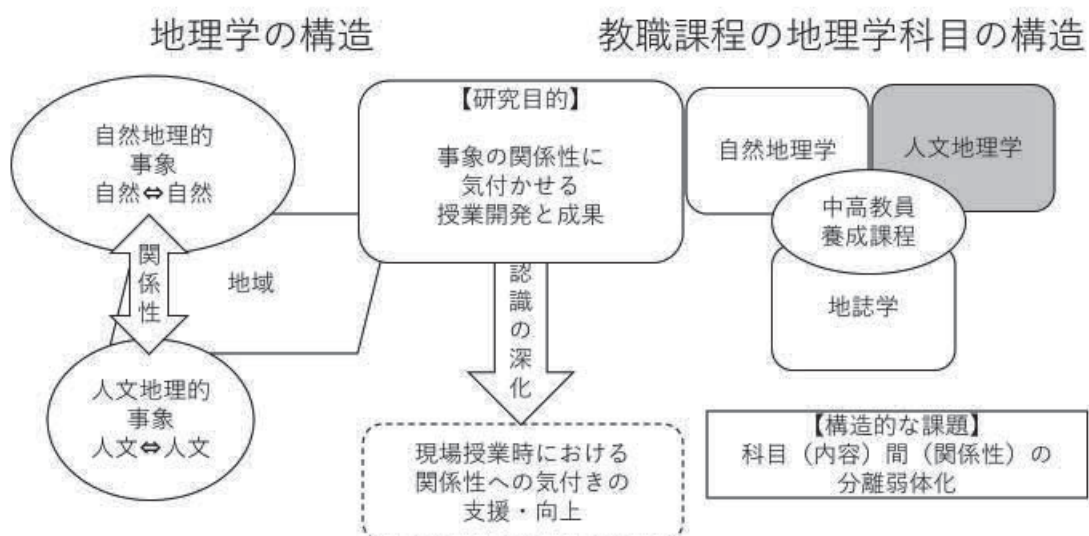 地理学の構造
教職課程の地理学科目の構造
自然地理的
事象
自然⇔自然
関係性
地域
人文地理的
事象
人文⇔人文
【研究目的】
事象の関係性に
気付かせる
授業開発と成果
認識の深化
現場授業時における
関係性への気付きの
支援・向上
自然地理学
人文地理学
中高教員
養成課程
地誌学
【構造的な課題】
科目（内容）間（関係性）の
分離弱体化